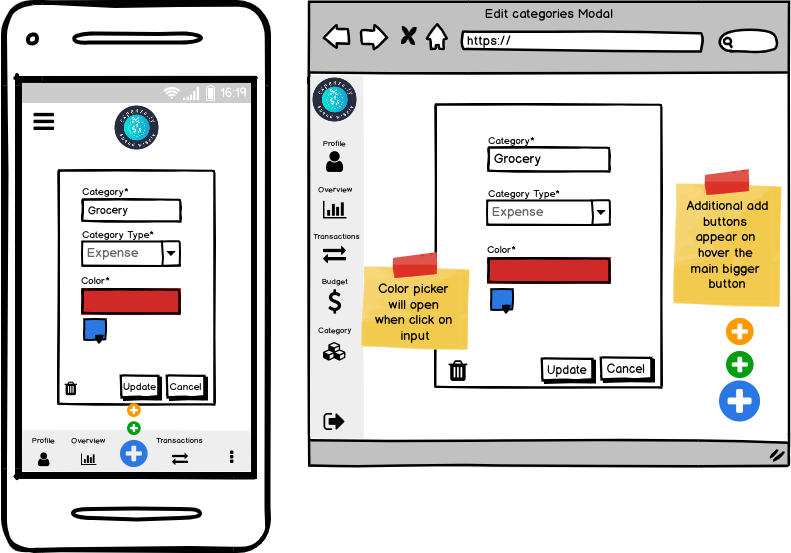 16:19
Category*
Grocery
Category Type*
Expense
Color*
Update
Cancel
Profile
Overview
Transactions
Edit categories Modal
https://
Profile
Overview
Transactions
Budget
Category
Category*
Grocery
Category Type*
Expense
Color*
Update
Cancel
Color picker
will open
when click on
input
Additional add
buttons
appear on
hover the
main bigger
button